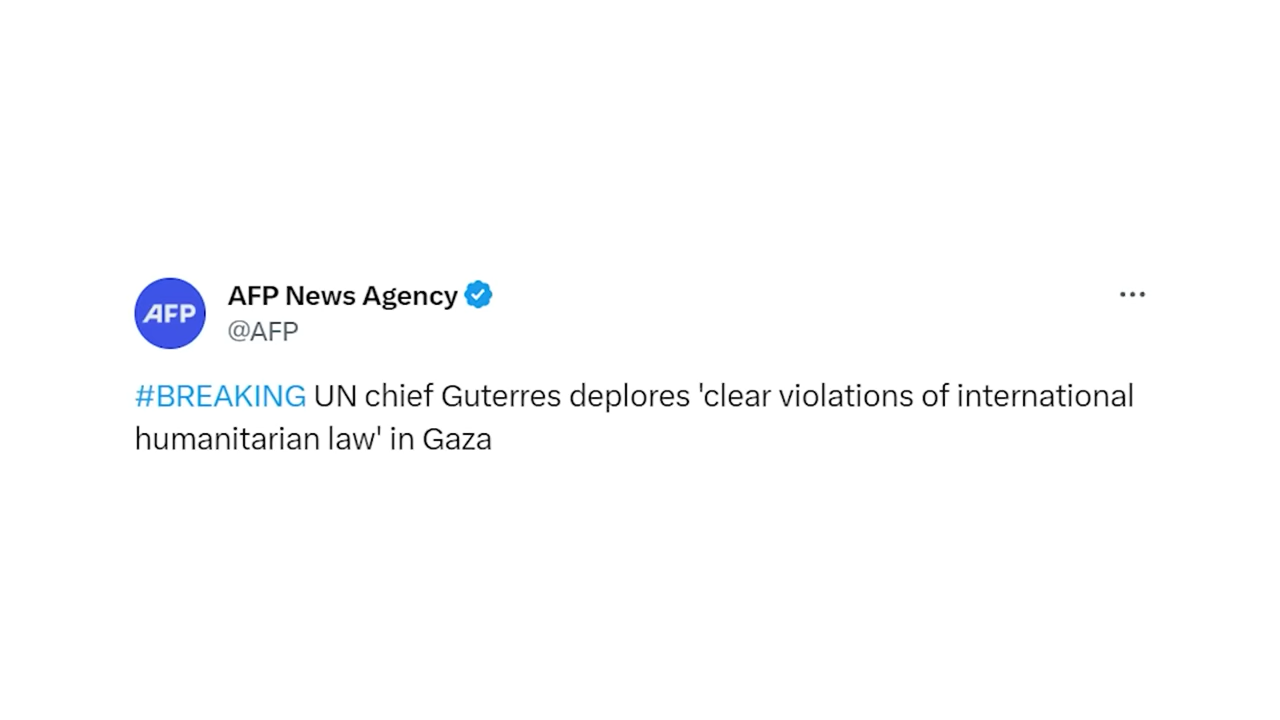 AFP
AFP News Agency
@AFP
#BREAKING UN chief Guterres deplores 'clear violations of international
humanitarian law' in Gaza